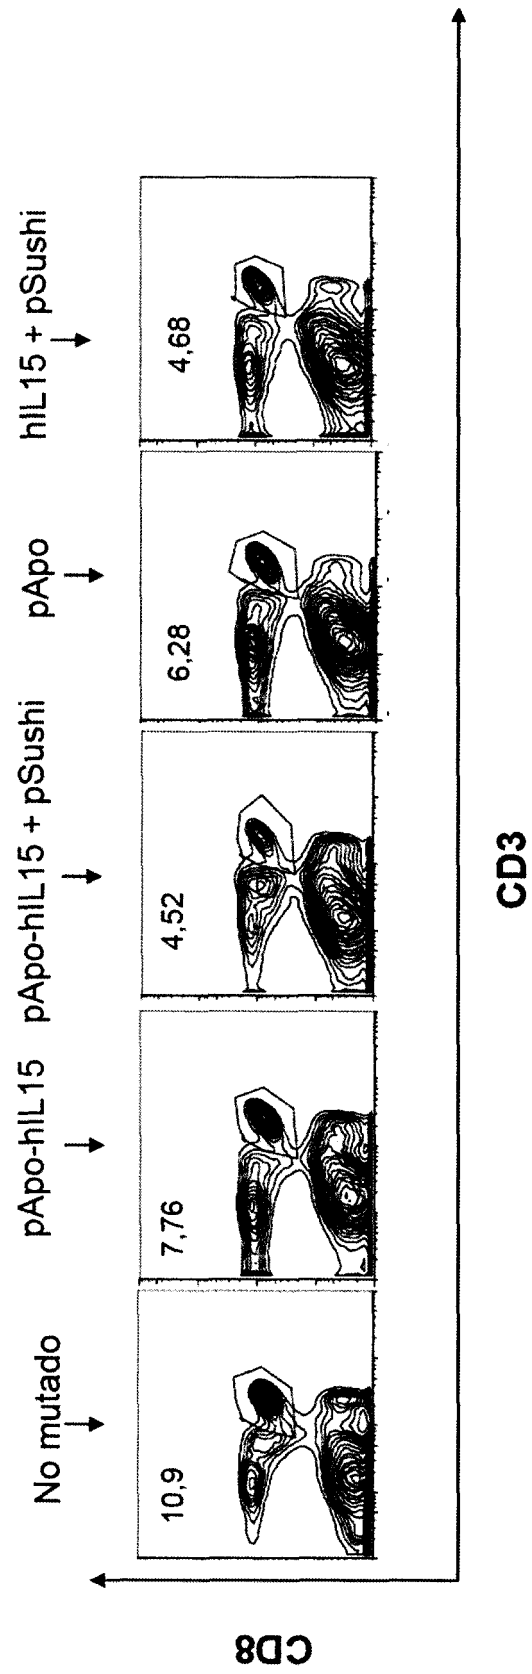 No mutado
pApo-hIL15
pApo-hIL15 + pSushi
pApo
hIL15 + pSushi
10,9
7,76
4,52
6,28
4,68
CD8
CD3